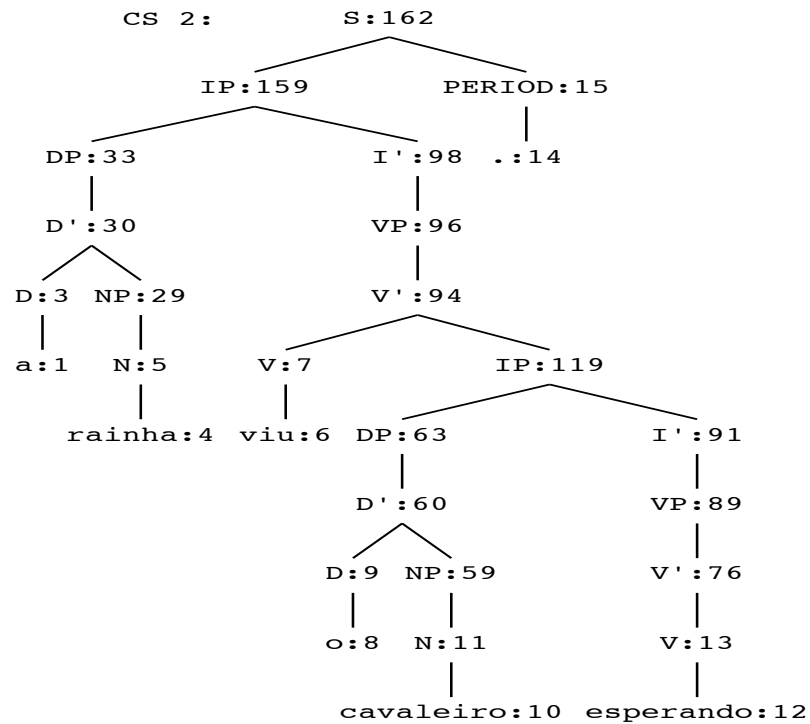 CS 2: S:162
IP:159 PERIOD:15
DP:33 I':98 .:14
D':30 VP:96
D:3 NP:29 V':94
a:1 N:5 V:7 IP:119
rainha:4 viu:6 DP:63 I':91
D':60 VP:89
D:9 NP:59 V':76
o:8 N:11 V:13
cavaleiro:10 esperando:12